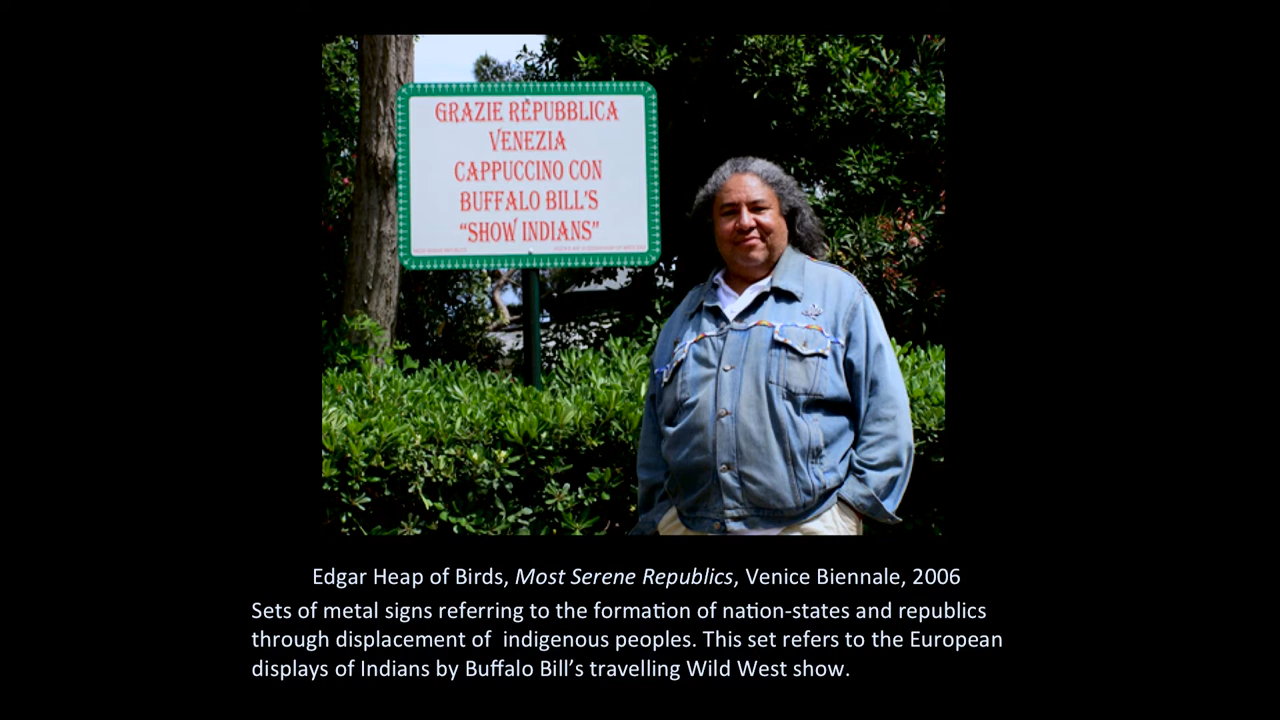 GRAZIE REPUBBLICA
VENEZIA
CAPPUCCINO CON
BUFFALO BILL'S
“SHOW INDIANS”
Edgar Heap of Birds, Most Serene Republics, Venice Biennale, 2006
Sets of metal signs referring to the formation of nation-states and republics
through displacement of indigenous peoples. This set refers to the European
displays of Indians by Buffalo Bill’s travelling Wild West show.